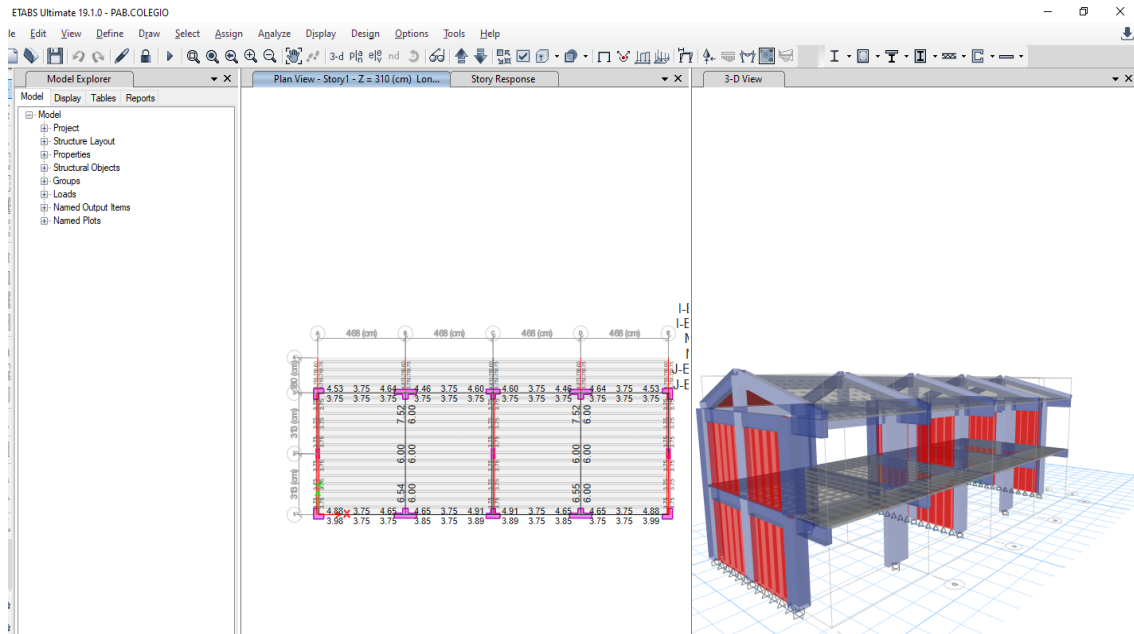 ETABS Ultimate 19.1.0 - PAB.COLEGIO
le Edit View Define Draw Select Assign Analyze Display Design Options Tools Help
3-d pla ele nd
Model Explorer
Plan View - Story1 - Z = 310 (cm) Lon...
Story Response
3-D View
Model Display Tables Reports
Model
Project
Structure Layout
Properties
Structural Objects
Groups
Loads
Named Output Items
Named Plots
I-E
I-E
J-E
J-E
A B C D E
468 (cm) 468 (cm) 468 (cm) 468 (cm)
4.53 3.75 4.64 4.46 3.75 4.60 4.60 3.75 4.46 4.64 3.75 4.53
3.75 3.75 3.75 3.75 3.75 3.75 3.75 3.75 3.75 3.75 3.75 3.75
313 (cm)
7.52 6.00 7.52 6.00
6.00 6.00 6.00 6.00
313 (cm)
6.54 6.00 6.55 6.00
4.88 3.75 4.65 4.65 3.75 4.91 4.91 3.75 4.65 4.65 3.75 4.88
3.98 3.75 3.75 3.85 3.75 3.89 3.89 3.75 3.85 3.75 3.75 3.99
X